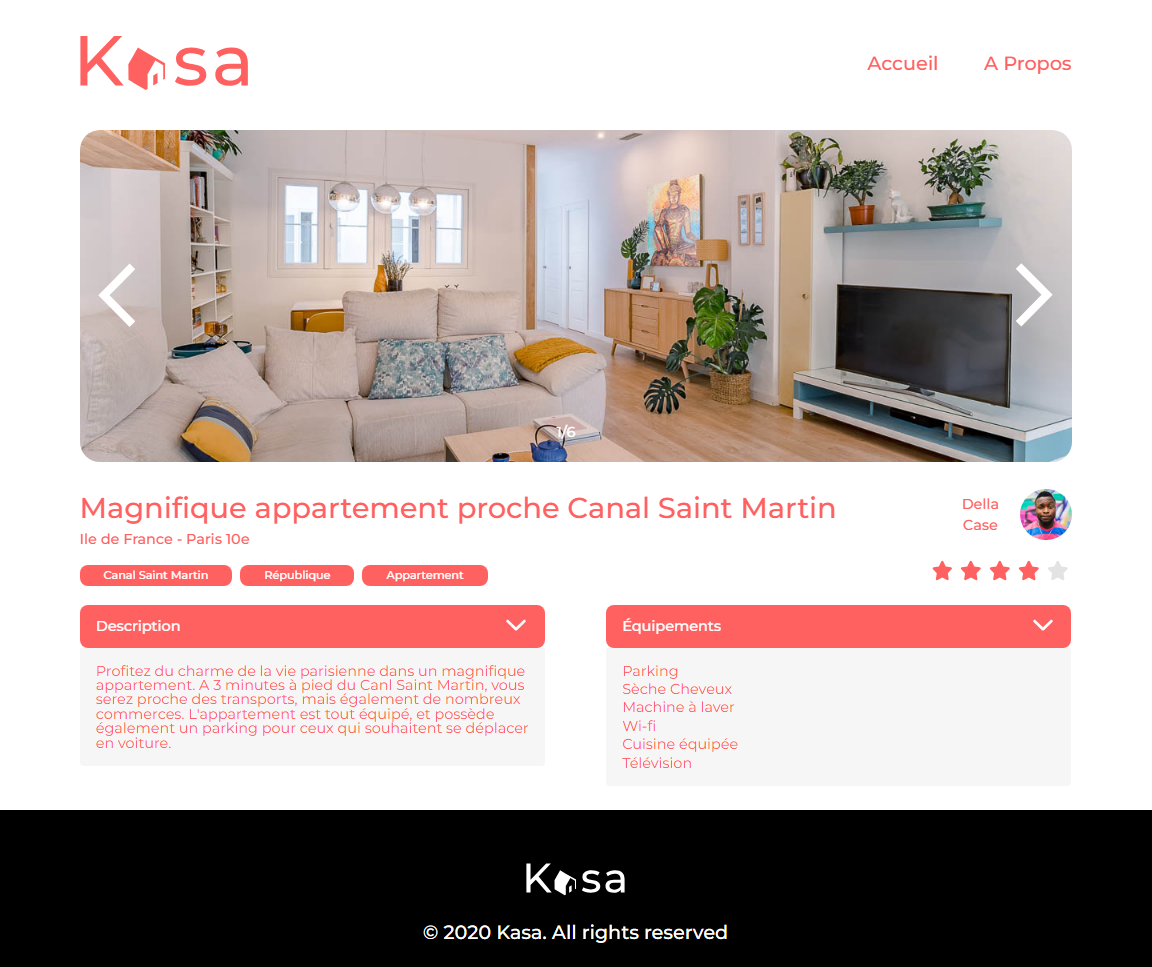 Kasa
Accueil
A Propos
1/6
Magnifique appartement proche Canal Saint Martin
Ile de France - Paris 10e
Della
Case
Canal Saint Martin
République
Appartement
Description
Profitez du charme de la vie parisienne dans un magnifique
appartement. A 3 minutes à pied du Canl Saint Martin, vous
serez proche des transports, mais également de nombreux
commerces. L'appartement est tout équipé, et possède
également un parking pour ceux qui souhaitent se déplacer
en voiture.
Équipements
Parking
Sèche Cheveux
Machine à laver
Wi-fi
Cuisine équipée
Télévision
Kasa
© 2020 Kasa. All rights reserved